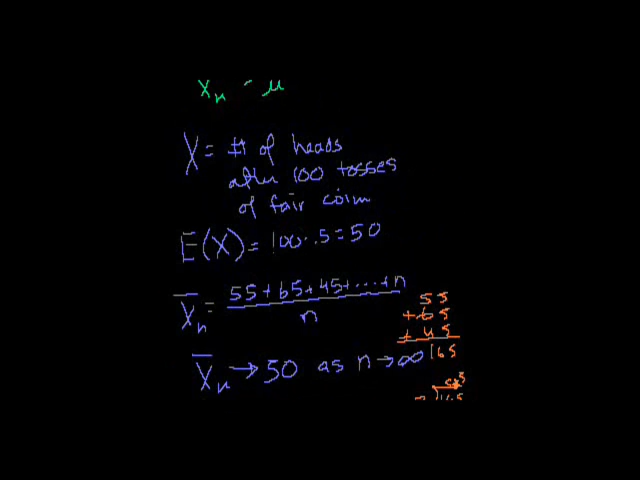 Xₙ - μ
X = # of heads
after 100 tosses
of fair coin
E(X) = 100 · .5 = 50
X̄ₙ = (55 + 65 + 45 + ... + n) / n
X̄ₙ → 50 as n → ∞
55
+65
+45
165